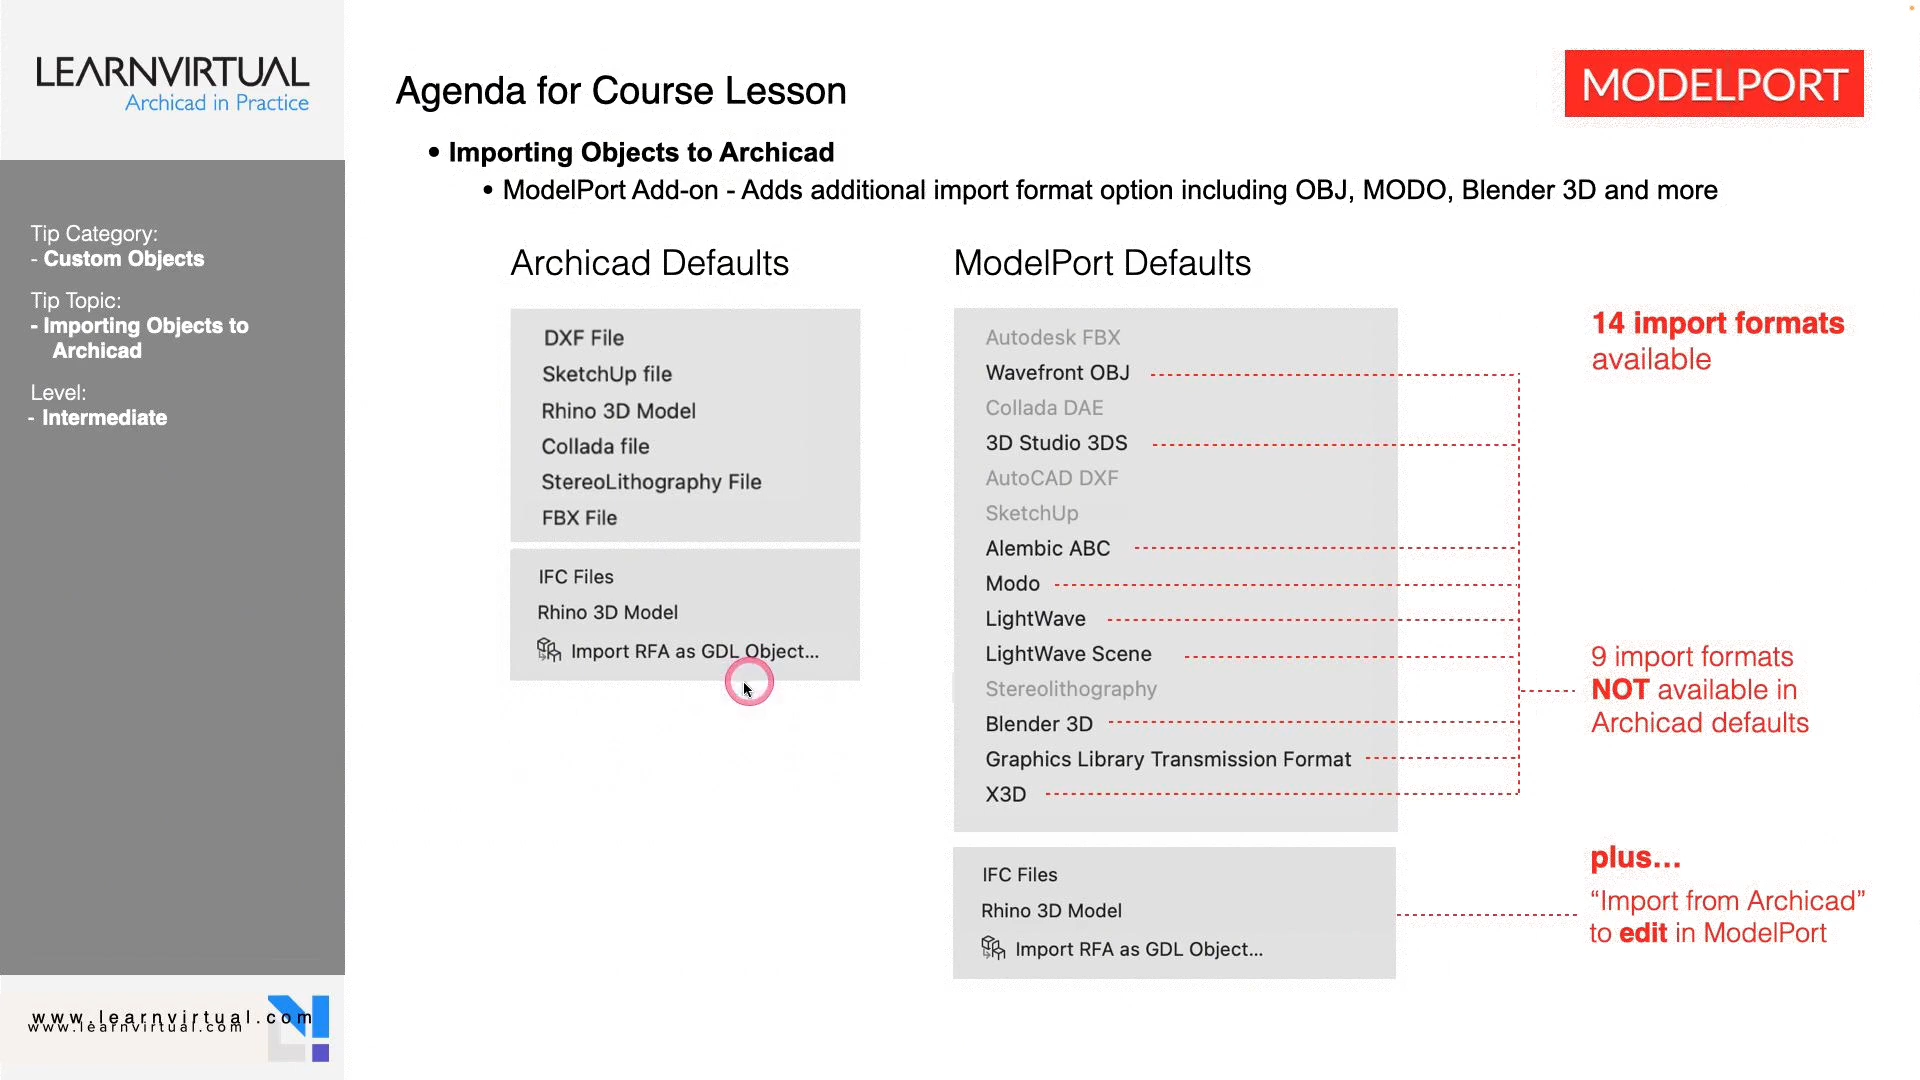 LEARNVIRTUAL
Archicad in Practice
Tip Category:
- Custom Objects
Tip Topic:
- Importing Objects to
Archicad
Level:
- Intermediate
www.learnvirtual.com
www.learnvirtual.com
Agenda for Course Lesson
MODELPORT
• Importing Objects to Archicad
• ModelPort Add-on - Adds additional import format option including OBJ, MODO, Blender 3D and more
Archicad Defaults
DXF File
SketchUp file
Rhino 3D Model
Collada file
StereoLithography File
FBX File
IFC Files
Rhino 3D Model
Import RFA as GDL Object...
ModelPort Defaults
Autodesk FBX
Wavefront OBJ
Collada DAE
3D Studio 3DS
AutoCAD DXF
SketchUp
Alembic ABC
Modo
LightWave
LightWave Scene
Stereolithography
Blender 3D
Graphics Library Transmission Format
X3D
IFC Files
Rhino 3D Model
Import RFA as GDL Object...
14 import formats
available
9 import formats
NOT available in
Archicad defaults
plus...
“Import from Archicad”
to edit in ModelPort